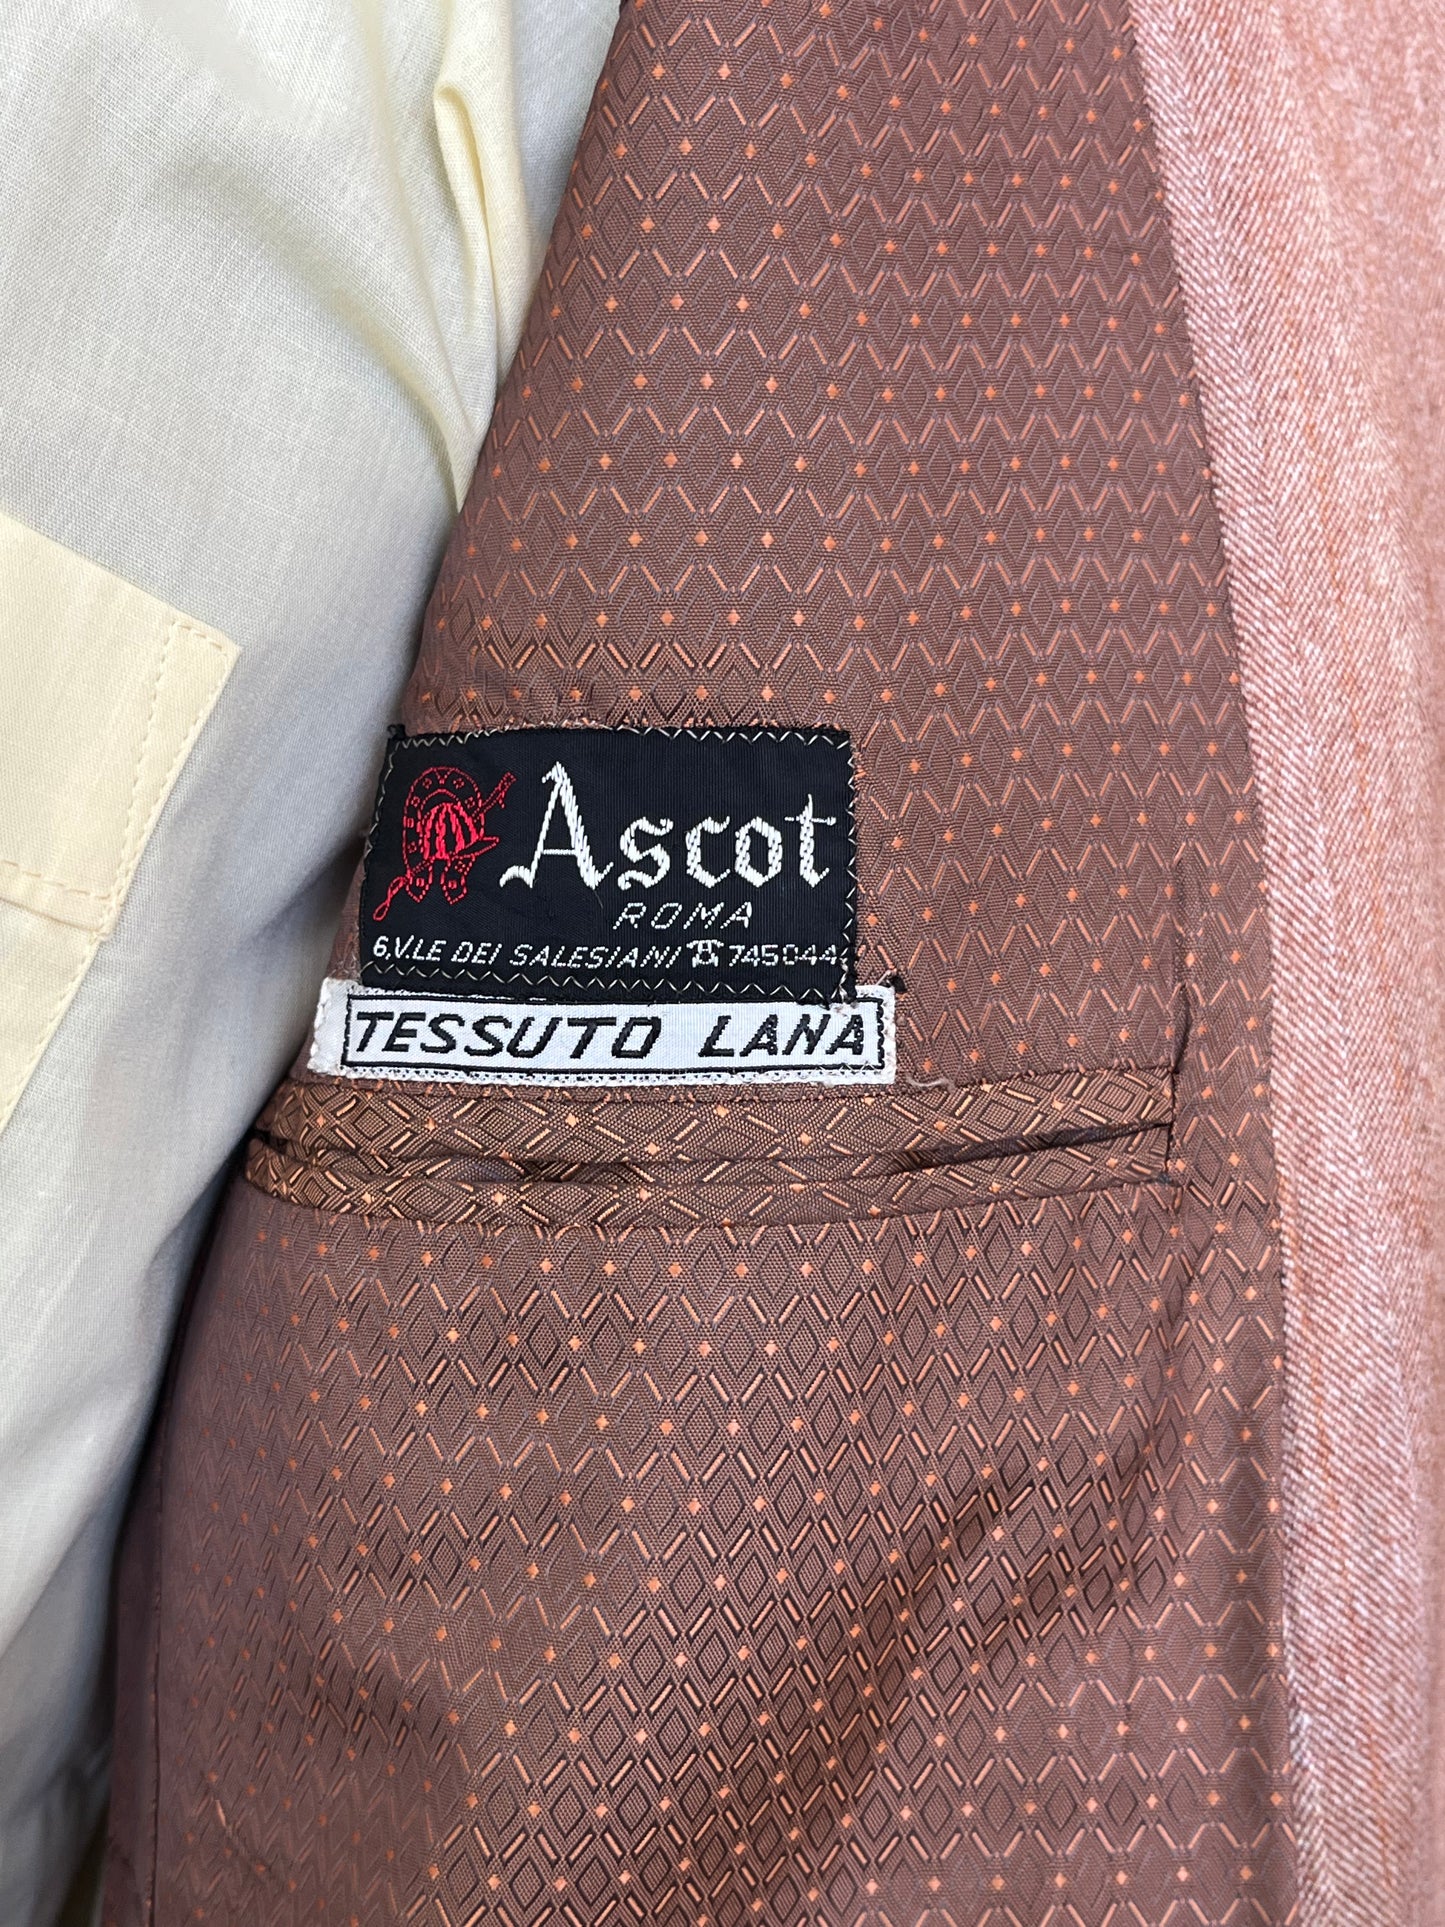 Ascot
ROMA
6,V.LE DEI SALESIANI ☎ 745044
TESSUTO LANA